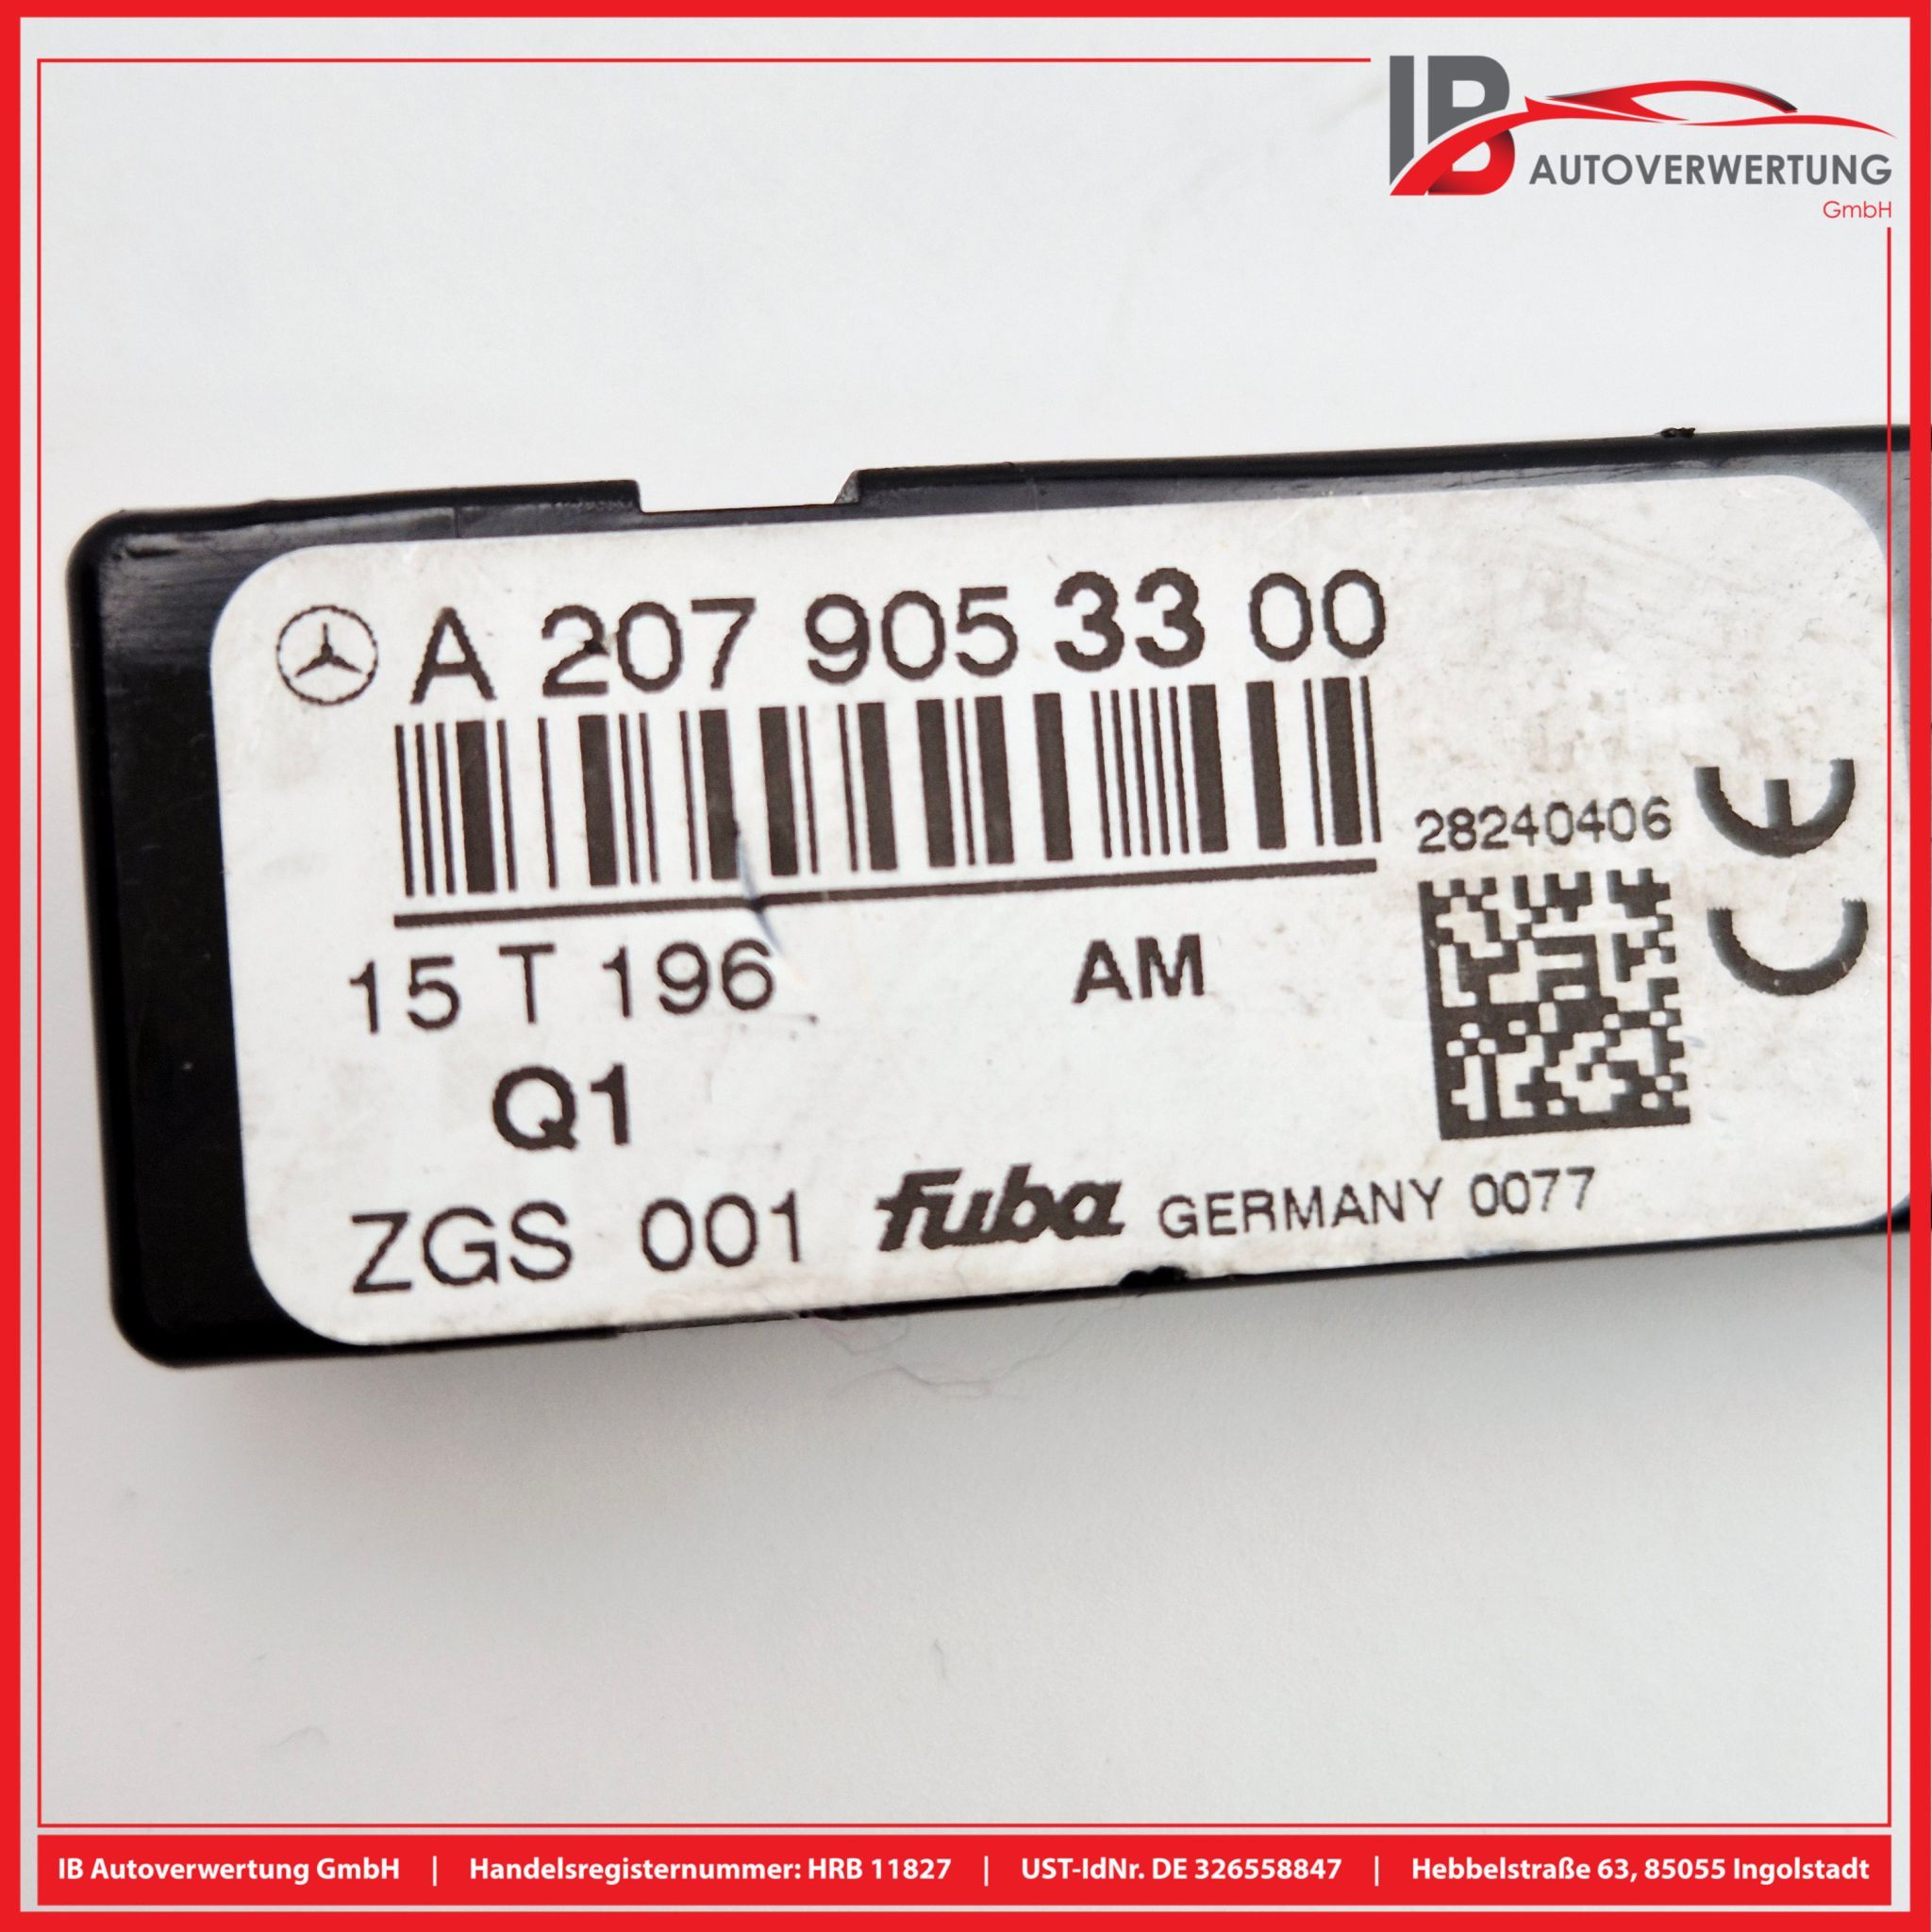 IB
AUTOVERWERTUNG
GmbH
A 207 905 33 00
28240406
CE
15 T 196 AM
Q1
ZGS 001 fuba GERMANY 0077
IB Autoverwertung GmbH | Handelsregisternummer: HRB 11827 | UST-IdNr. DE 326558847 | Hebbelstraße 63, 85055 Ingolstadt